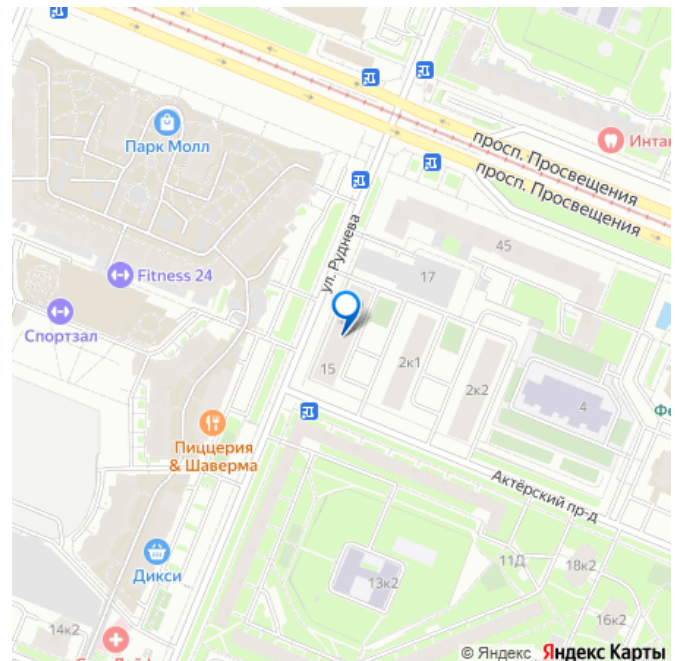 Парк Молл
Интан
просп. Просвещения
просп. Просвещения
ул. Руднева
45
Fitness 24
17
Спортзал
15
2к1
2к2
4
Пиццерия
& Шаверма
Актёрский пр-д
Дикси
11Д
13к2
18к2
16к2
14к2
© Яндекс Яндекс Карты